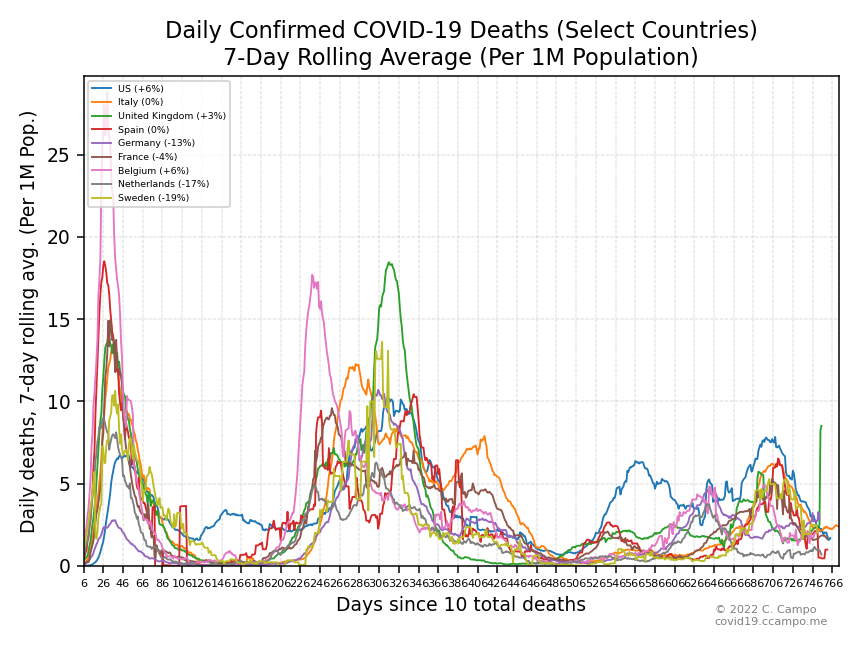 Daily Confirmed COVID-19 Deaths (Select Countries)
7-Day Rolling Average (Per 1M Population)
US (+6%)
Italy (0%)
United Kingdom (+3%)
Spain (0%)
Germany (-13%)
France (-4%)
Belgium (+6%)
Netherlands (-17%)
Sweden (-19%)
Daily deaths, 7-day rolling avg. (Per 1M Pop.)
25
20
15
10
5
0
6 26 46 66 86 106 126 146 166 186 206 226 246 266 286 306 326 346 366 386 406 426 446 466 486 506 526 546 566 586 606 626 646 666 686 706 726 746 766
Days since 10 total deaths
© 2022 C. Campo
covid19.ccampo.me